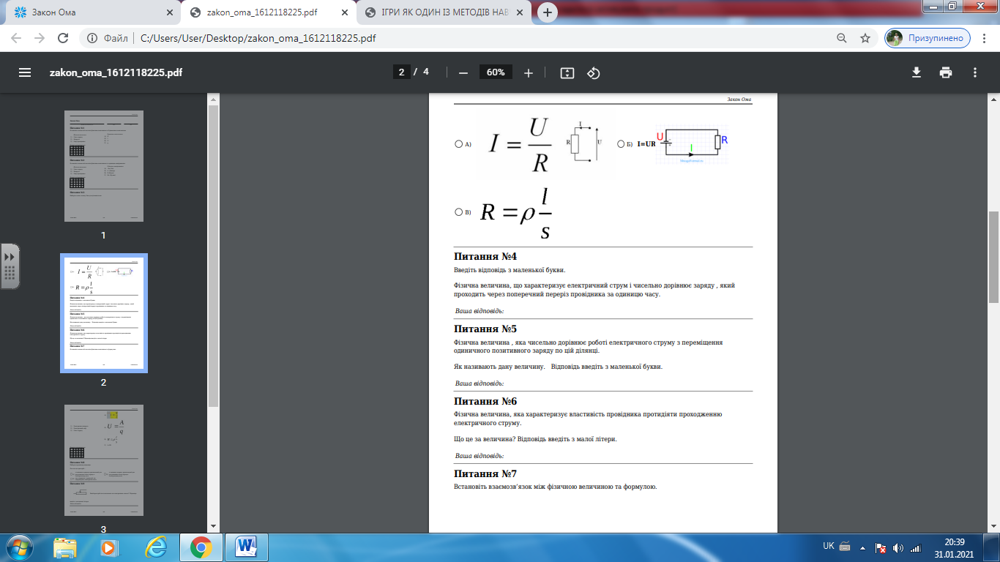 Закон Ома
zakon_oma_1612118225.pdf
ІГРИ ЯК ОДИН ІЗ МЕТОДІВ НАВ
Файл
C:/Users/User/Desktop/zakon_oma_1612118225.pdf
Призупинено
zakon_oma_1612118225.pdf
2 / 4
60%
Закон Ома
А) I = U/R
I
R
U
Б) I=UR
U
I
R
В) R = ρ l/s
Питання №4
Введіть відповідь з маленької букви.
Фізична величина, що характеризує електричний струм і чисельно дорівнює заряду , який
проходить через поперечний переріз провідника за одиницю часу.
Ваша відповідь:
Питання №5
Фізична величина , яка чисельно дорівнює роботі електричного струму з переміщення
одиничного позитивного заряду по цій ділянці.
Як називають дану величину. Відповідь введіть з маленької букви.
Ваша відповідь:
Питання №6
Фізична величина, яка характеризує властивість провідника протидіяти проходженню
електричного струму.
Що це за величина? Відповідь введіть з малої літери.
Ваша відповідь:
Питання №7
Встановіть взаємозв'язок між фізичною величиною та формулою.
1
2
3
UK
20:39
31.01.2021